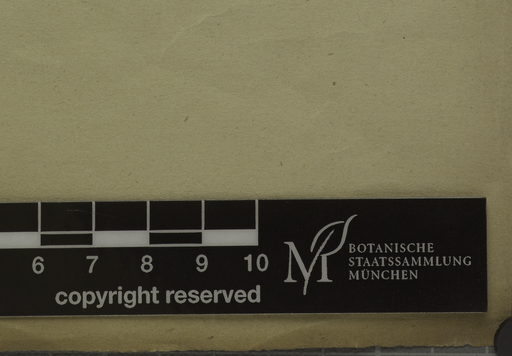 6 7 8 9 10
copyright reserved
BOTANISCHE
STAATSSAMMLUNG
MÜNCHEN